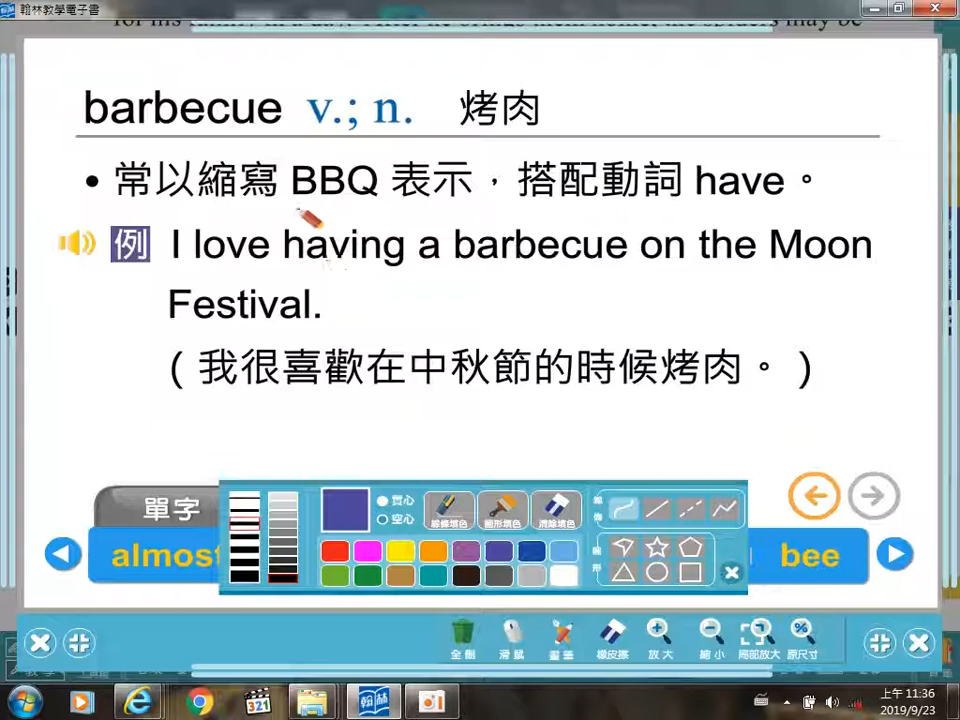 翰林教學電子書
barbecue v.; n. 烤肉
• 常以縮寫 BBQ 表示，搭配動詞 have。
例 I love having a barbecue on the Moon
Festival.
（我很喜歡在中秋節的時候烤肉。）
單字
實心
空心
線條填色 圖形填色 清除填色
almost
bee
全刪 滑鼠 畫筆 橡皮擦 放大 縮小 局部放大 原尺寸
321
翰林
上午 11:36
2019/9/23